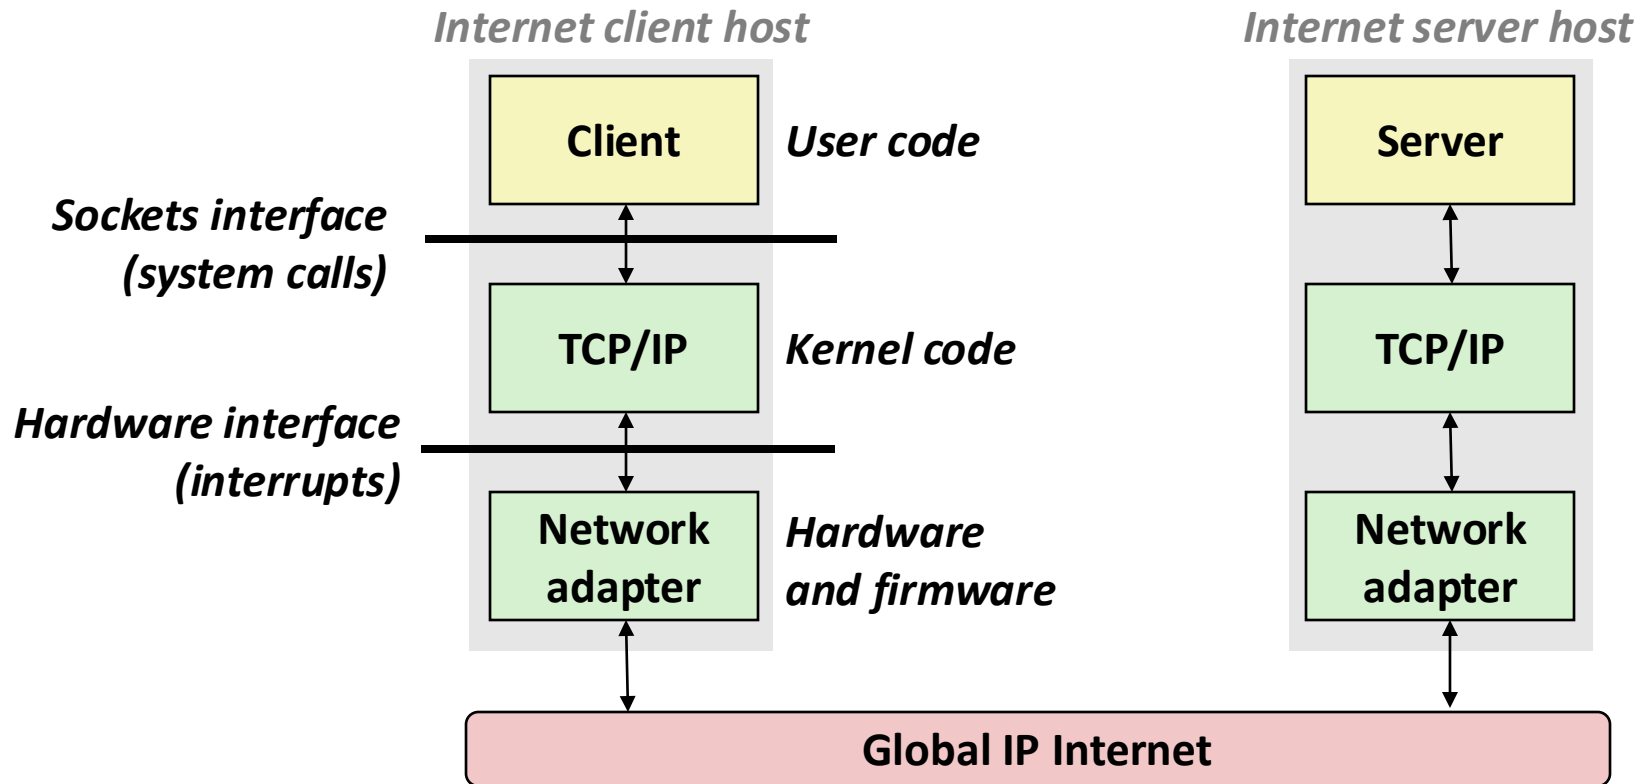 Internet client host
Internet server host
Client
User code
Server
Sockets interface
(system calls)
TCP/IP
Kernel code
TCP/IP
Hardware interface
(interrupts)
Network
adapter
Hardware
and firmware
Network
adapter
Global IP Internet